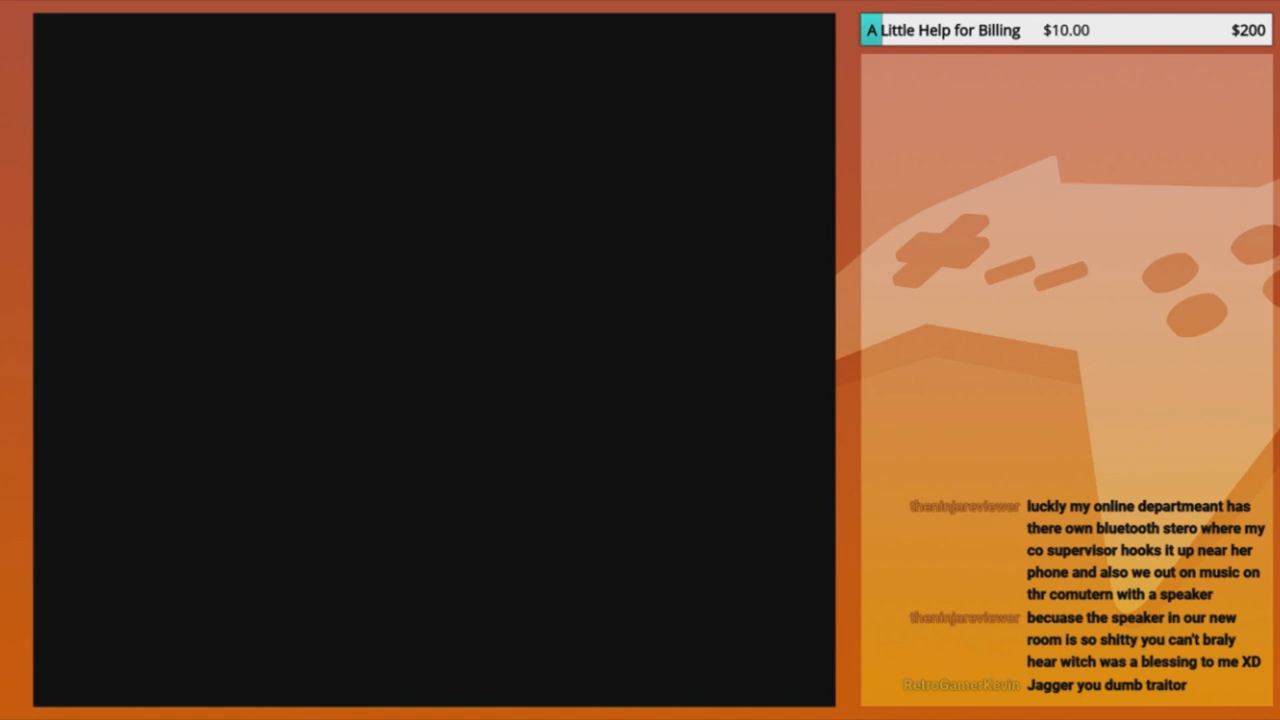 A Little Help for Billing $10.00 $200
theninjareviewer luckly my online departmeant has
there own bluetooth stero where my
co supervisor hooks it up near her
phone and also we out on music on
thr comutern with a speaker
theninjareviewer becuase the speaker in our new
room is so shitty you can't braly
hear witch was a blessing to me XD
RetroGamerKevin Jagger you dumb traitor